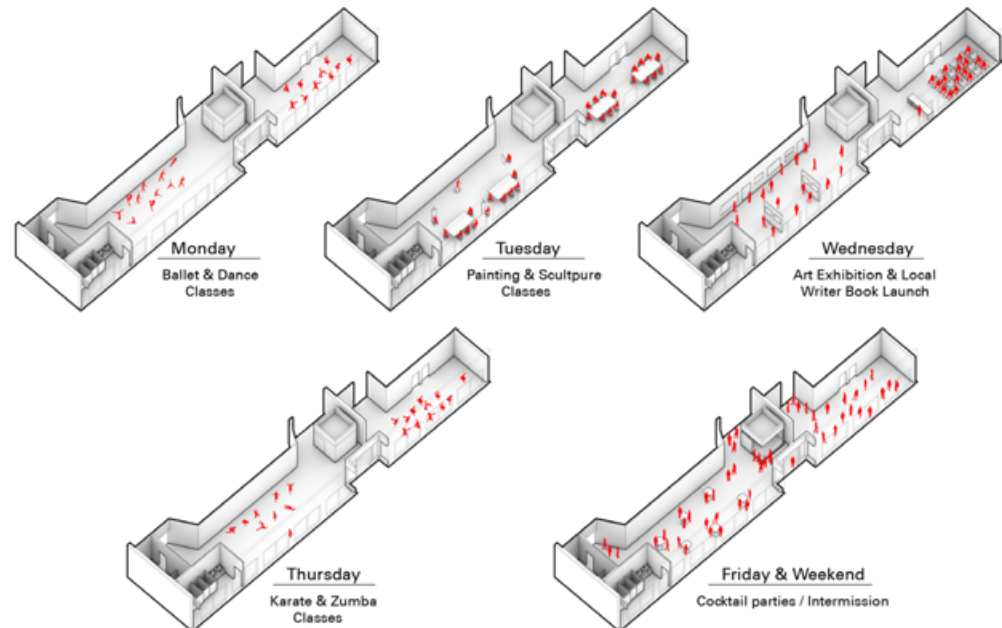 Monday
Ballet & Dance
Classes
Tuesday
Painting & Scultpure
Classes
Wednesday
Art Exhibition & Local
Writer Book Launch
Thursday
Karate & Zumba
Classes
Friday & Weekend
Cocktail parties / Intermission